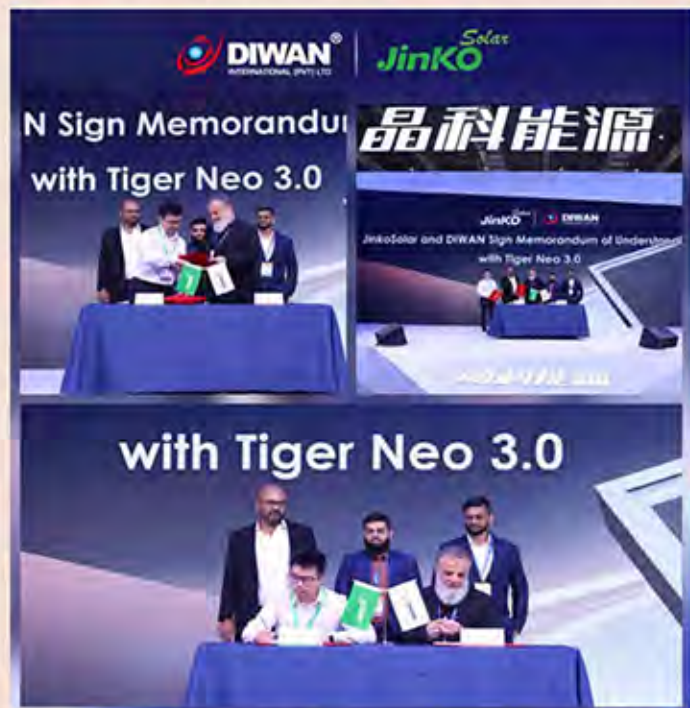 DIWAN®
INTERNATIONAL (PVT) LTD
JinKO Solar
N Sign Memorandu
with Tiger Neo 3.0
晶科能源
JinKO Solar
DIWAN
JinkoSolar and DIWAN Sign Memorandum of Understan
with Tiger Neo 3.0
with Tiger Neo 3.0